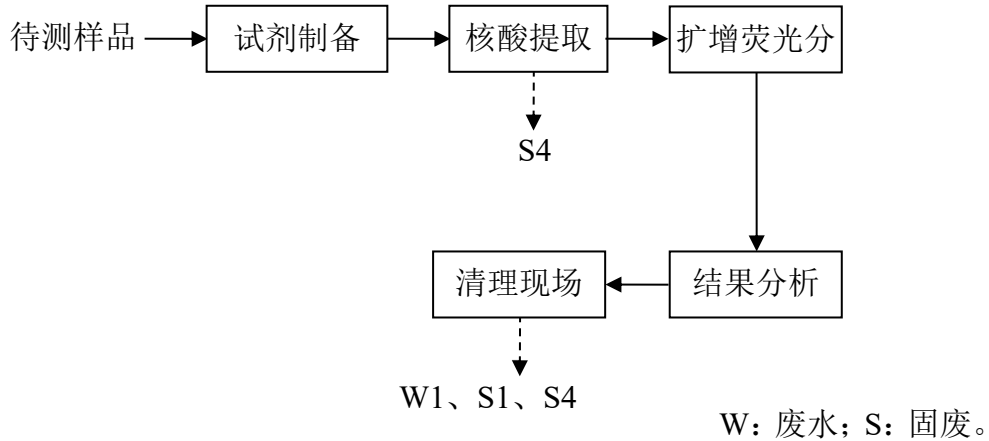 待测样品
试剂制备
核酸提取
扩增荧光分
S4
结果分析
清理现场
W1、S1、S4
W：废水；S：固废。